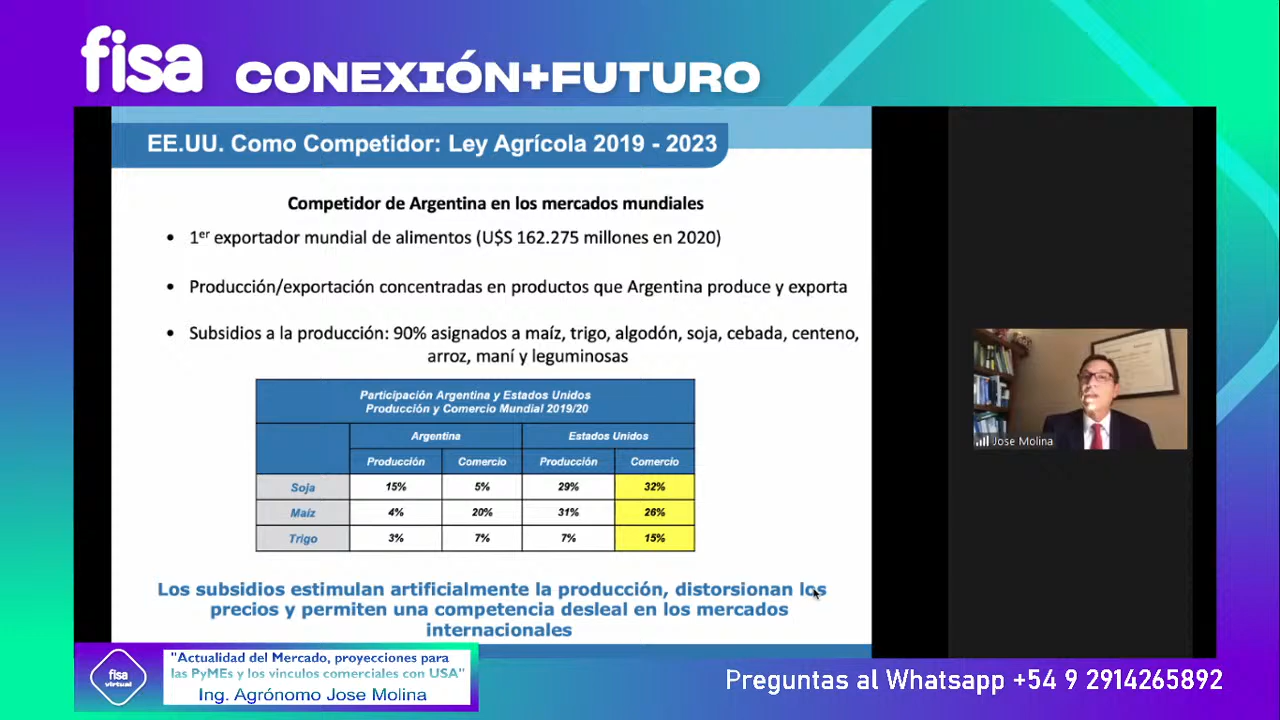 fisa CONEXIÓN+FUTURO
EE.UU. Como Competidor: Ley Agrícola 2019 - 2023
Competidor de Argentina en los mercados mundiales
• 1er exportador mundial de alimentos (U$S 162.275 millones en 2020)
• Producción/exportación concentradas en productos que Argentina produce y exporta
• Subsidios a la producción: 90% asignados a maíz, trigo, algodón, soja, cebada, centeno,
arroz, maní y leguminosas
Participación Argentina y Estados Unidos
Producción y Comercio Mundial 2019/20
Argentina Estados Unidos
Producción Comercio Producción Comercio
Soja 15% 5% 29% 32%
Maíz 4% 20% 31% 26%
Trigo 3% 7% 7% 15%
Los subsidios estimulan artificialmente la producción, distorsionan los
precios y permiten una competencia desleal en los mercados
internacionales
Jose Molina
fisa
virtual
"Actualidad del Mercado, proyecciones para
las PyMEs y los vinculos comerciales con USA"
Ing. Agrónomo Jose Molina
Preguntas al Whatsapp +54 9 2914265892